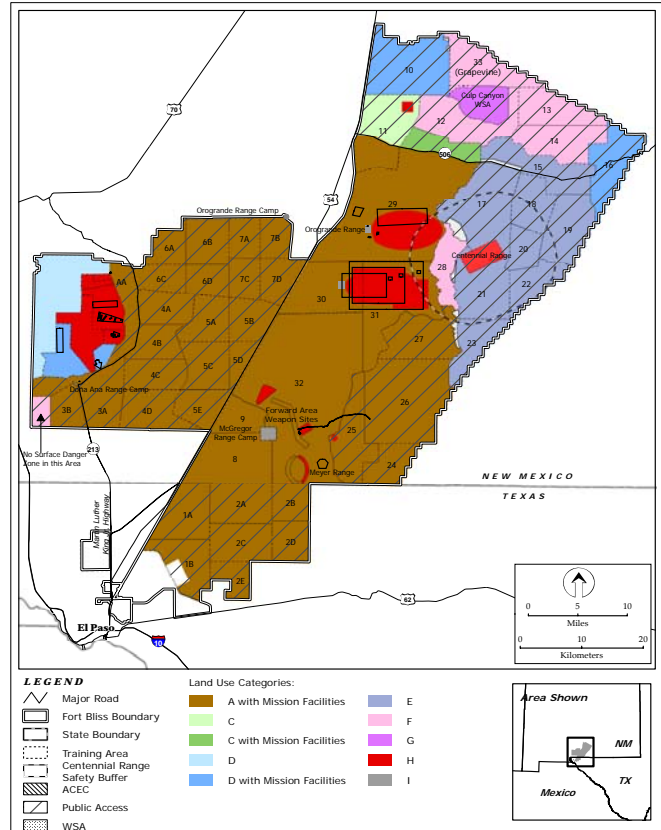 33
(Grapevine)
10
Culp Canyon
WSA
13
70
12
11
14
506
15
16
54
29
17
18
Orogrande Range Camp
6A
6B
7A
7B
Orogrande Range
19
20
Centennial Range
28
AA
6C
6D
7C
7D
30
21
22
4A
31
5A
5B
4B
27
23
5D
5C
4C
32
Doña Ana Range Camp
26
3A
3B
3A
4D
5E
9
Forward Area
Weapon Sites
McGregor
Range Camp
25
No Surface Danger
Zone in this Area
213
8
Meyer Range
24
NEW MEXICO
TEXAS
1A
2A
2B
Martin Luther
King Jr. Highway
2C
2D
1B
2E
62
El Paso
10
0 5 10
Miles
0 10 20
Kilometers
LEGEND
Major Road
Fort Bliss Boundary
State Boundary
Training Area
Centennial Range
Safety Buffer
ACEC
Public Access
WSA
Land Use Categories:
A with Mission Facilities
C
C with Mission Facilities
D
D with Mission Facilities
E
F
G
H
I
Area Shown
NM
TX
Mexico